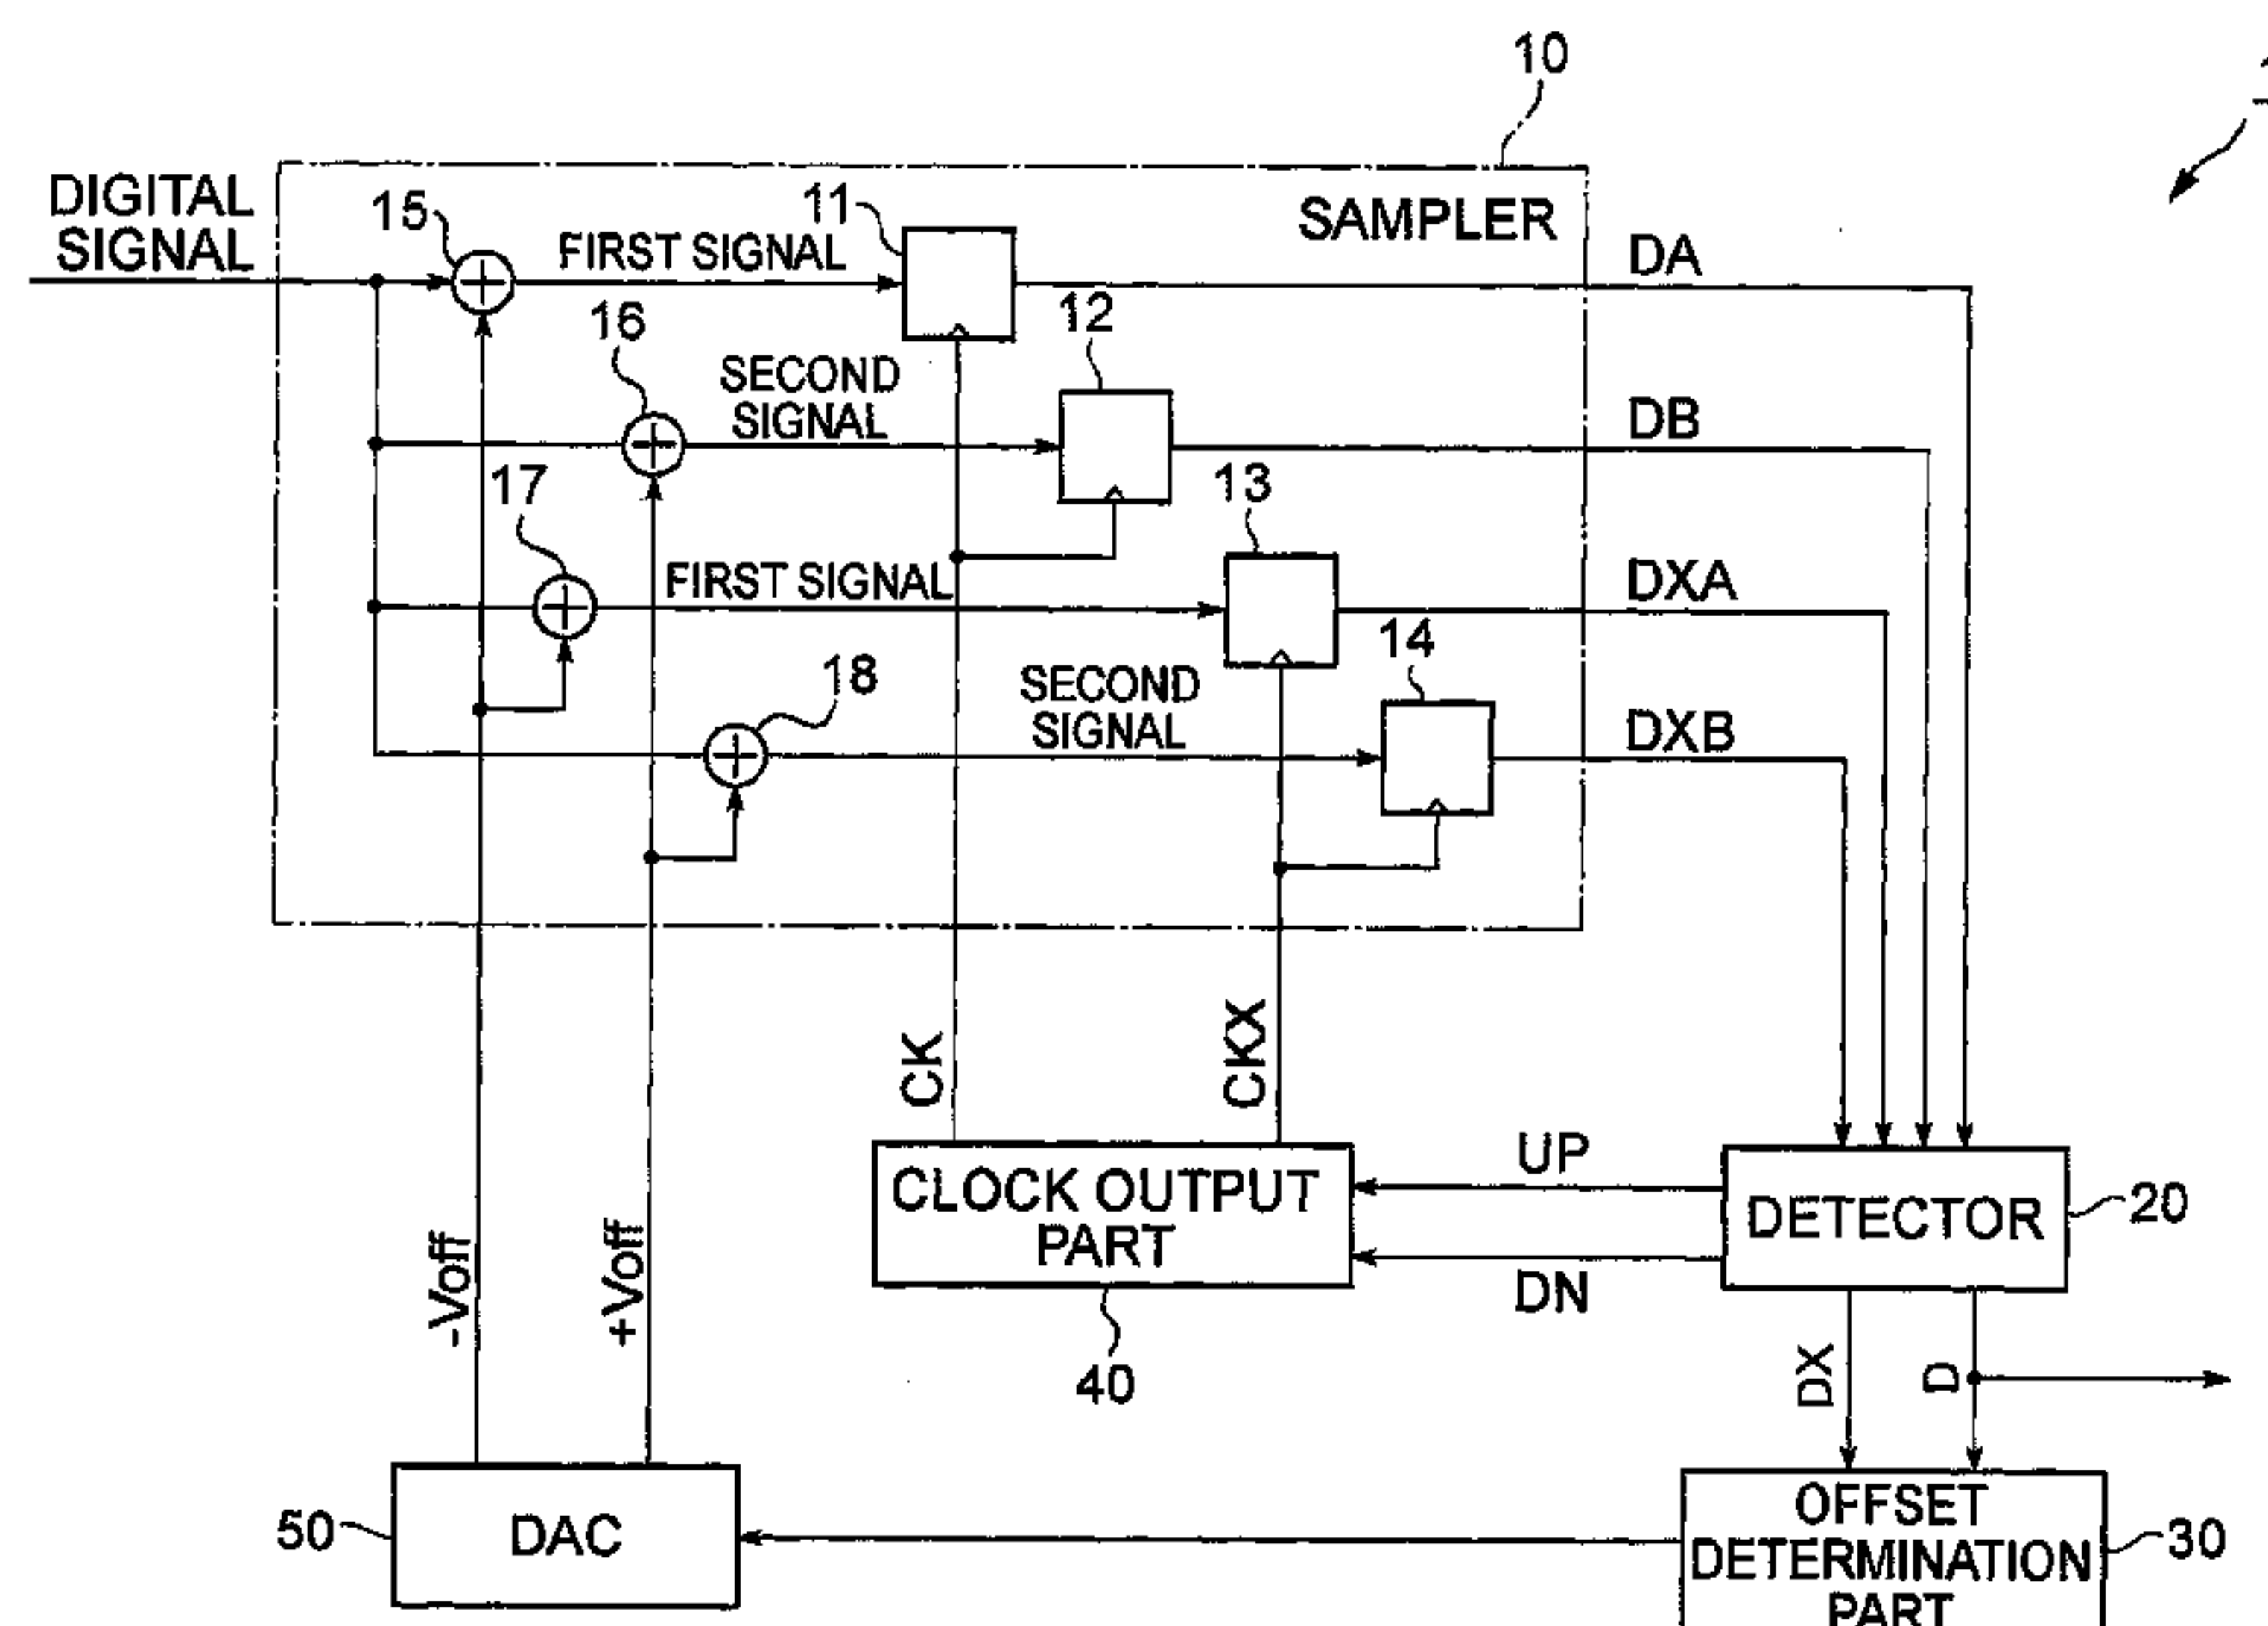 10
DIGITAL
SIGNAL
15
FIRST SIGNAL
11
SAMPLER
DA
16
SECOND
SIGNAL
12
DB
17
FIRST SIGNAL
13
DXA
18
SECOND
SIGNAL
14
DXB
CK
CKX
-Voff
+Voff
CLOCK OUTPUT
PART
40
UP
DN
DETECTOR
20
DX
D
50
DAC
OFFSET
DETERMINATION
PART
30